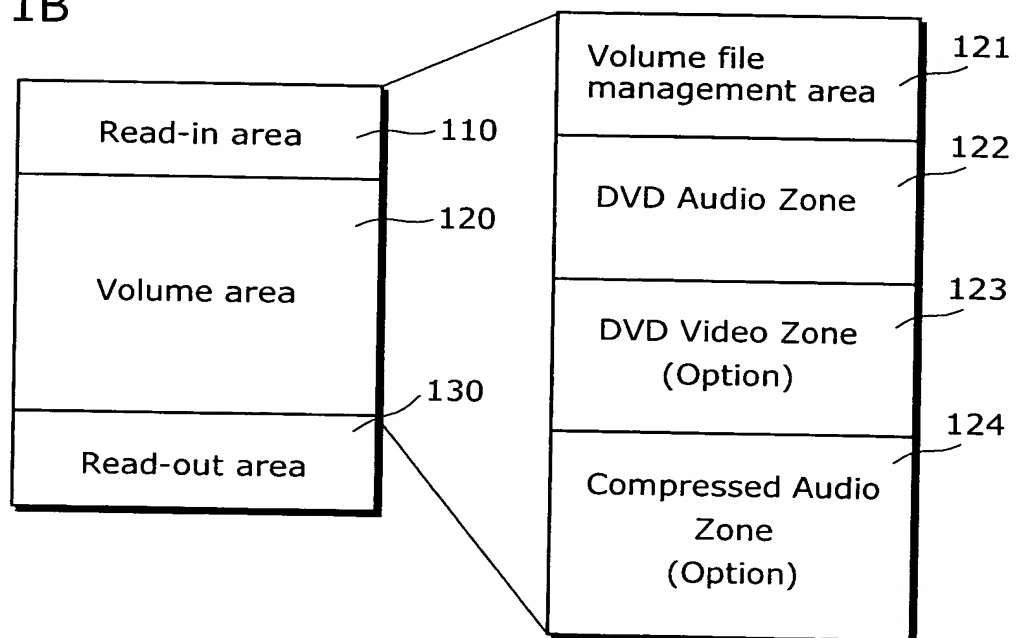 1B
Read-in area
110
120
Volume area
130
Read-out area
Volume file
management area
121
DVD Audio Zone
122
DVD Video Zone
(Option)
123
Compressed Audio
Zone
(Option)
124